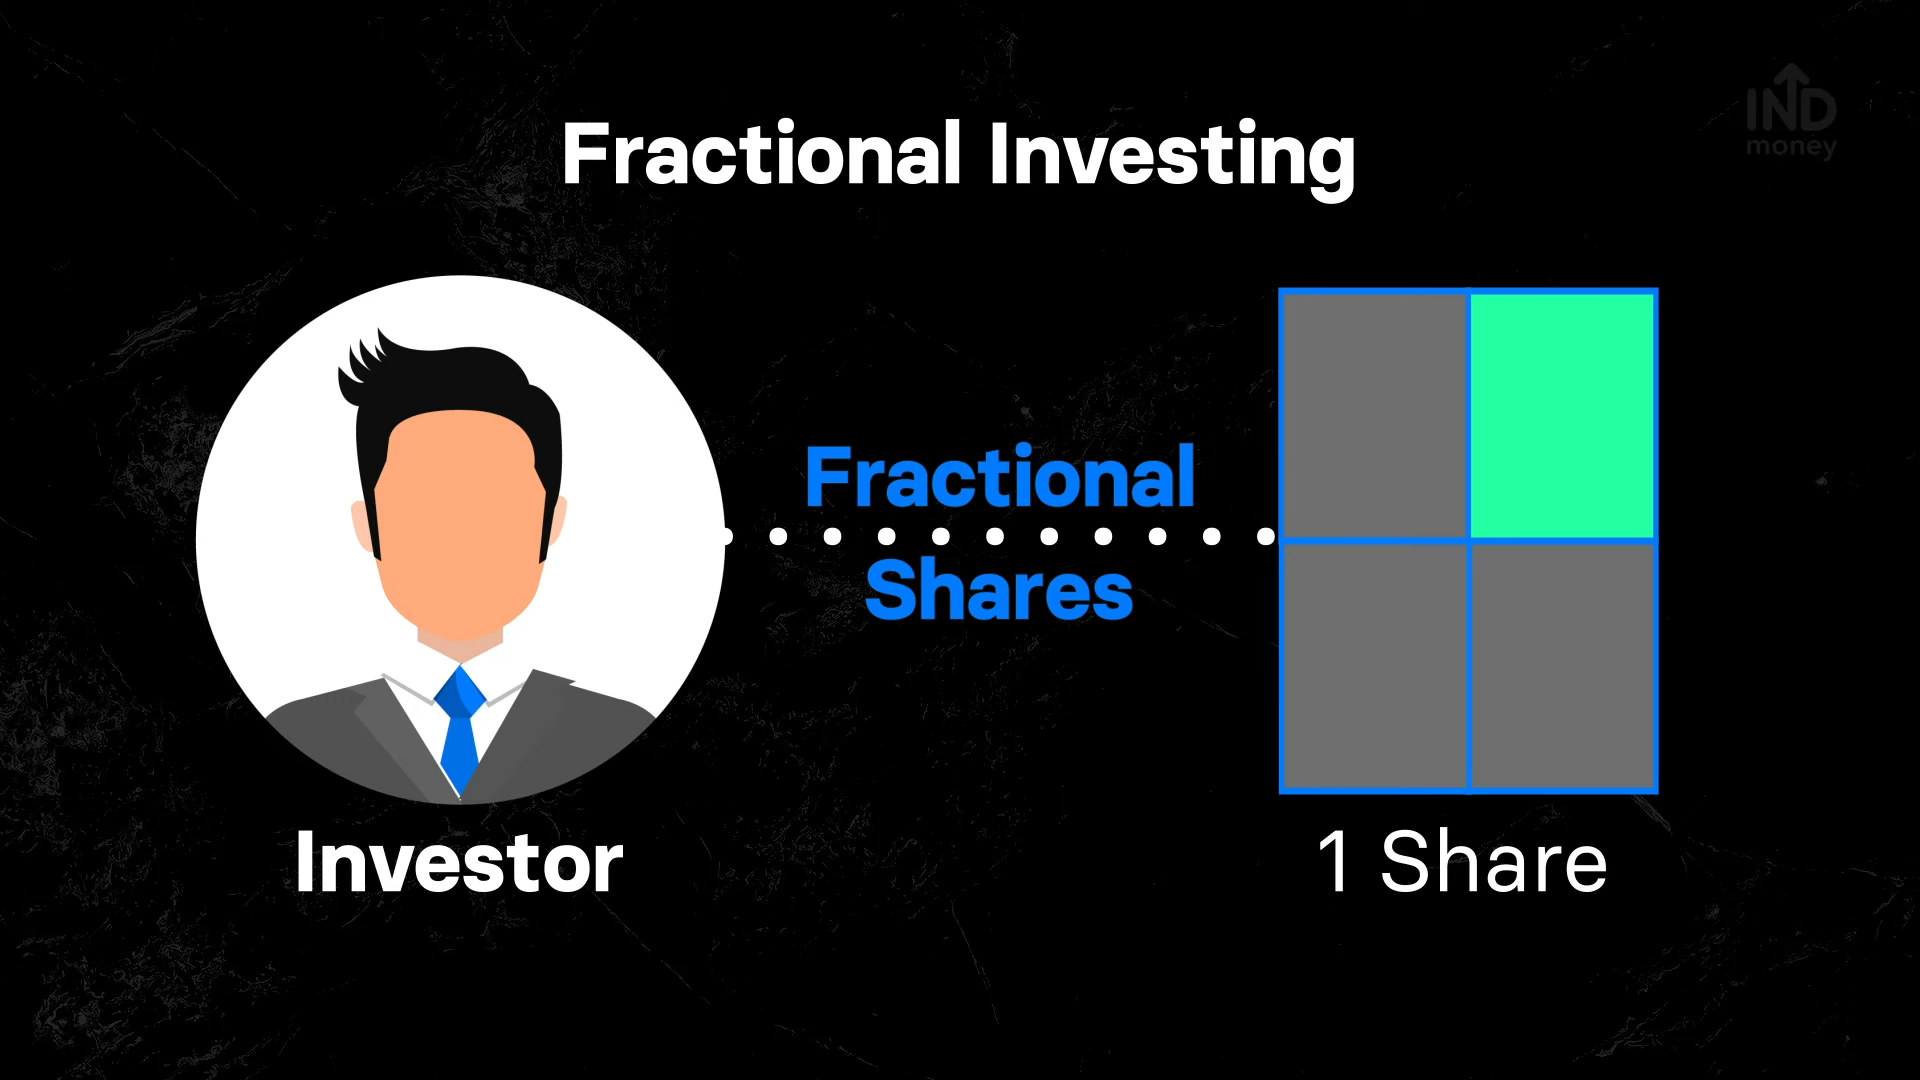 IND
money
Fractional Investing
Fractional
Shares
Investor
1 Share